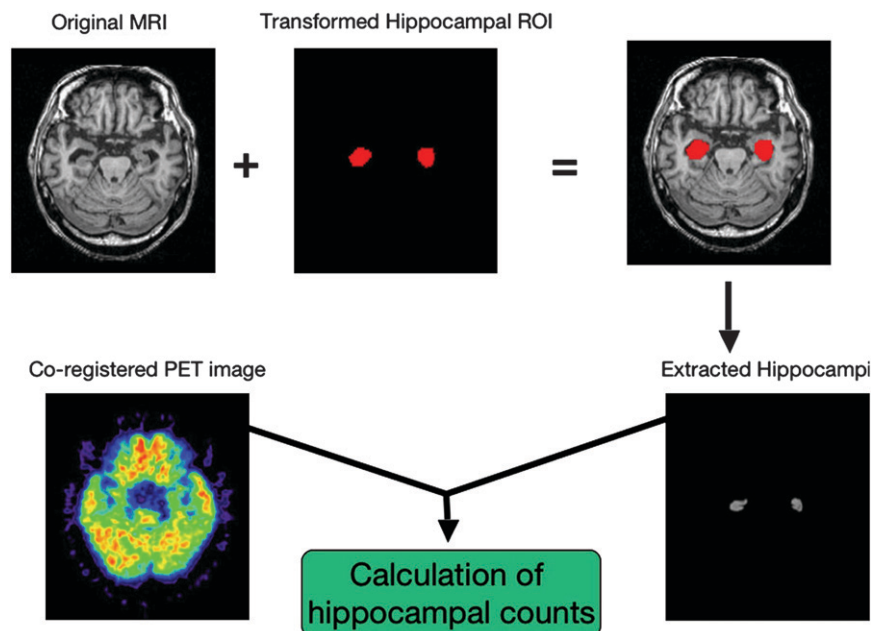 Original MRI
Transformed Hippocampal ROI
+
=
Co-registered PET image
Extracted Hippocampi
Calculation of
hippocampal counts